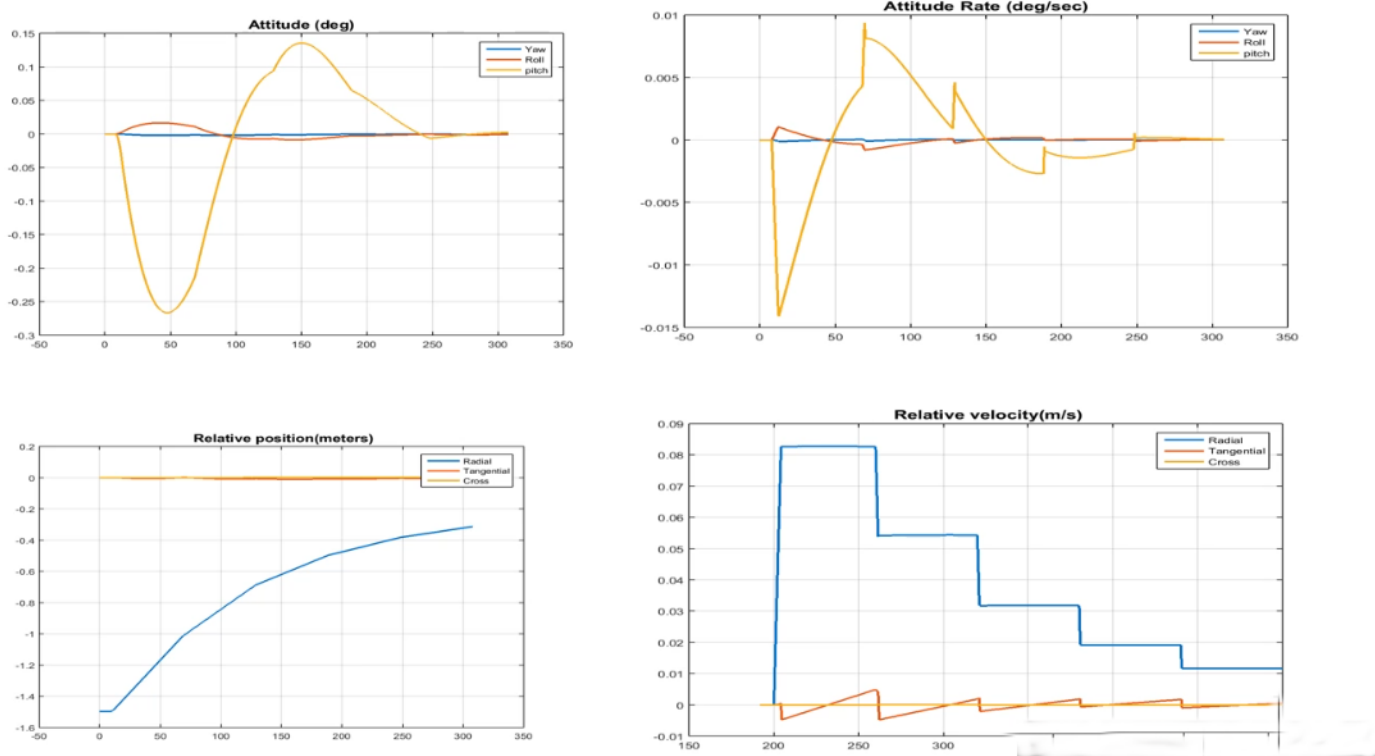 Attitude (deg)
0.15
0.1
0.05
0
-0.05
-0.1
-0.15
-0.2
-0.25
-0.3
-50 0 50 100 150 200 250 300 350
Yaw
Roll
pitch
Attitude Rate (deg/sec)
0.01
0.005
0
-0.005
-0.01
-0.015
-50 0 50 100 150 200 250 300 350
Yaw
Roll
pitch
Relative position(meters)
0.2
0
-0.2
-0.4
-0.6
-0.8
-1
-1.2
-1.4
-1.6
-50 0 50 100 150 200 250 300 350
Radial
Tangential
Cross
Relative velocity(m/s)
0.09
0.08
0.07
0.06
0.05
0.04
0.03
0.02
0.01
0
-0.01
150 200 250 300
Radial
Tangential
Cross